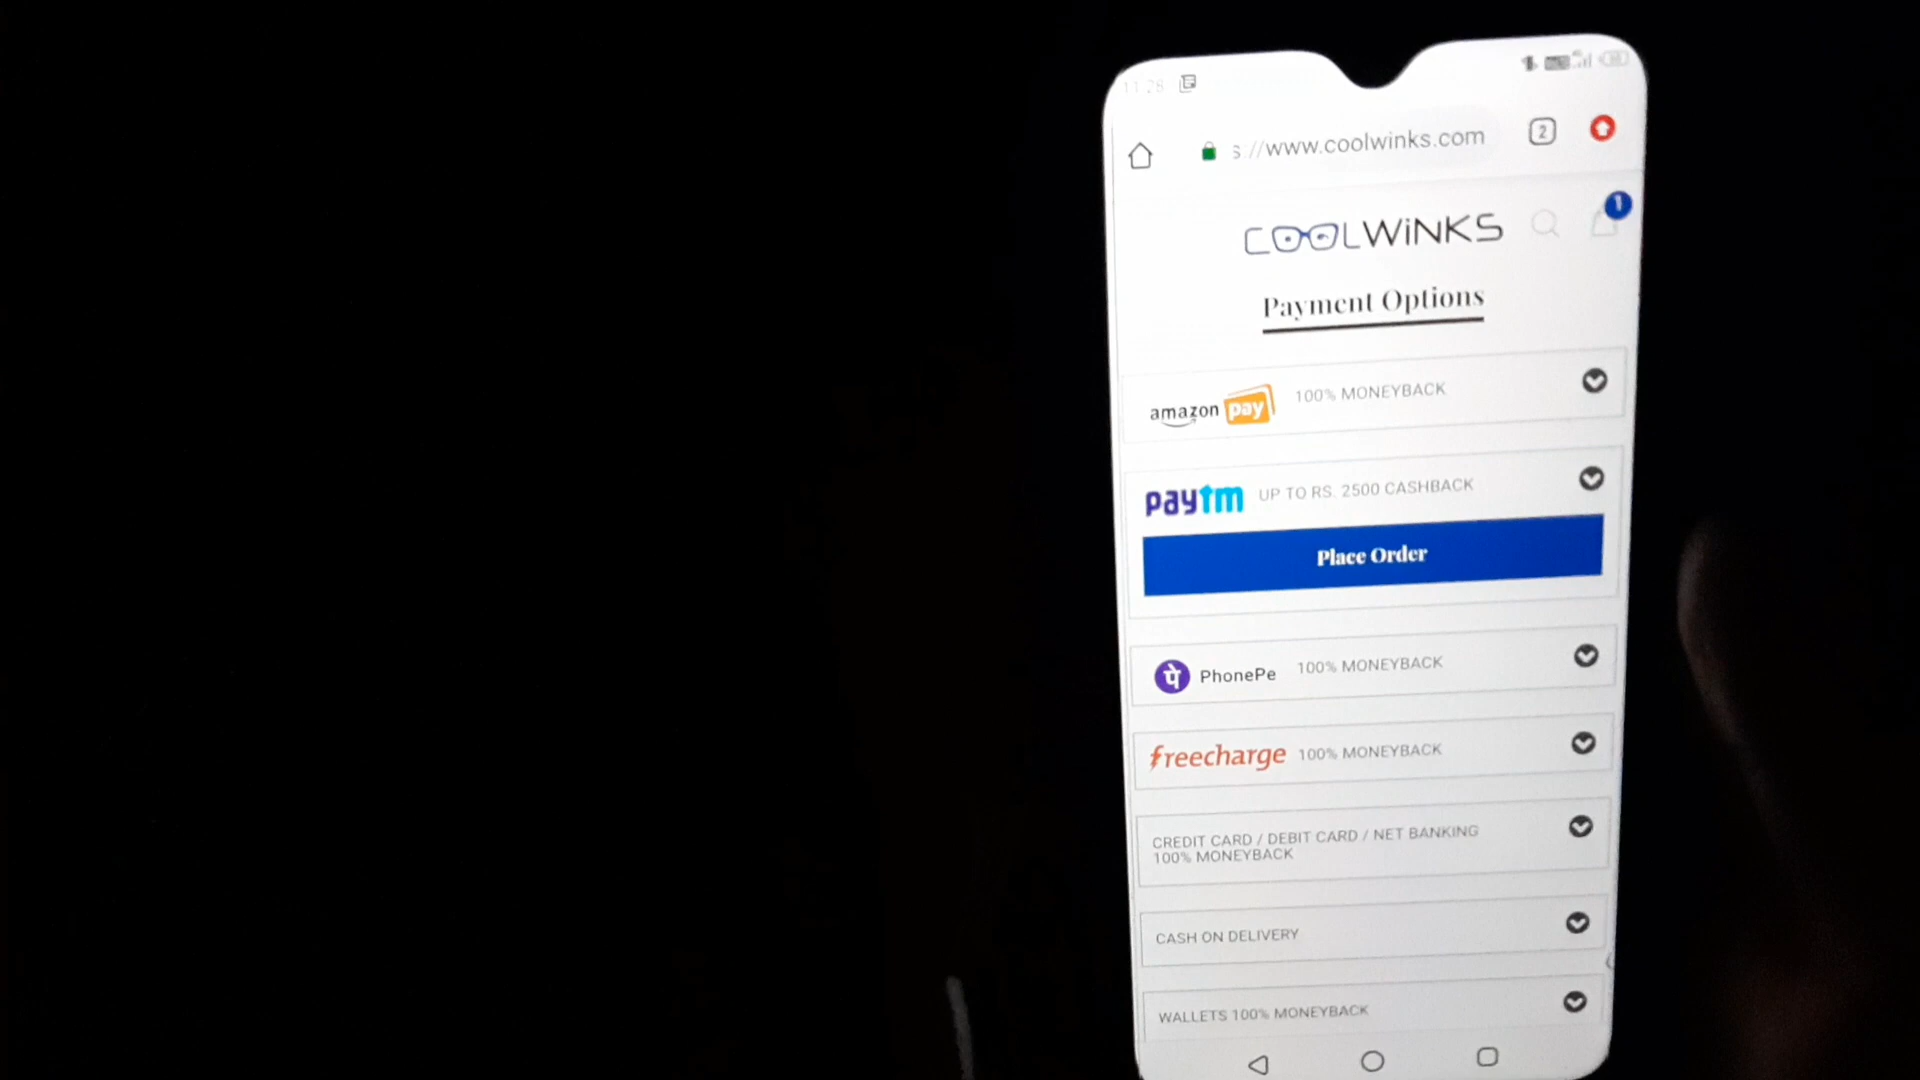 11:26
s://www.coolwinks.com
2
COOLWiNKS
1
Payment Options
amazon pay 100% MONEYBACK
paytm UP TO RS. 2500 CASHBACK
Place Order
पे PhonePe 100% MONEYBACK
freecharge 100% MONEYBACK
CREDIT CARD / DEBIT CARD / NET BANKING
100% MONEYBACK
CASH ON DELIVERY
WALLETS 100% MONEYBACK